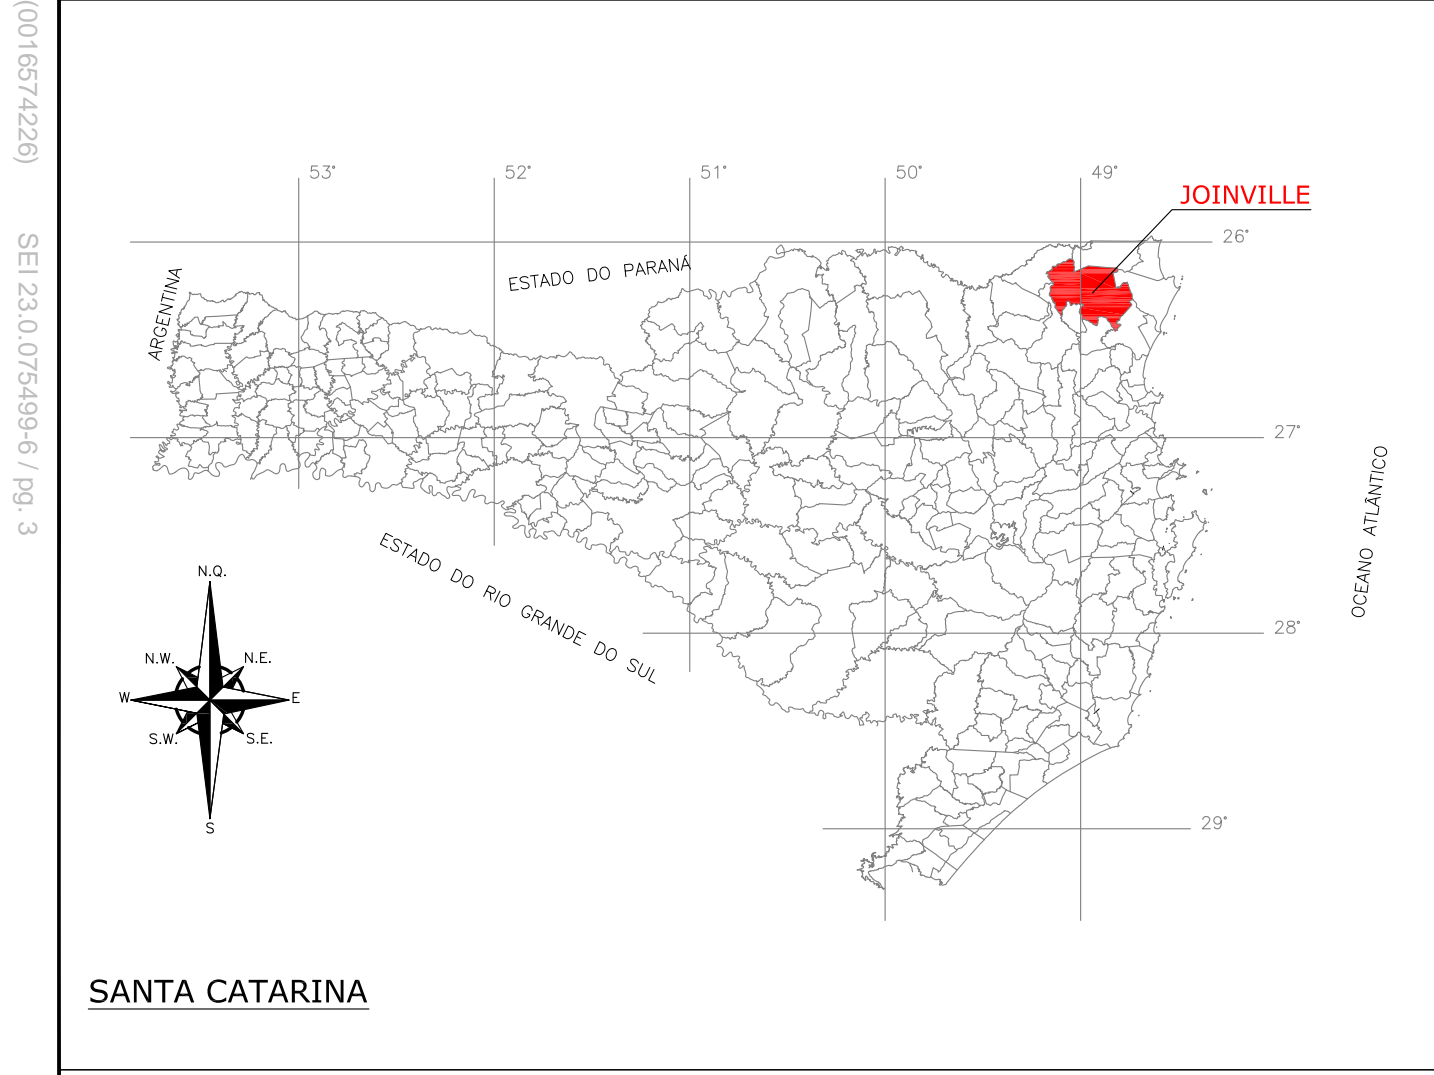 (0016574226) SEI 23.0.075499-6 / pg. 3
53°
52°
51°
50°
49°
JOINVILLE
26°
ESTADO DO PARANÁ
ARGENTINA
27°
OCEANO ATLÂNTICO
ESTADO DO RIO GRANDE DO SUL
28°
N.Q.
N.W.
N.E.
W
E
S.W.
S.E.
S
29°
SANTA CATARINA